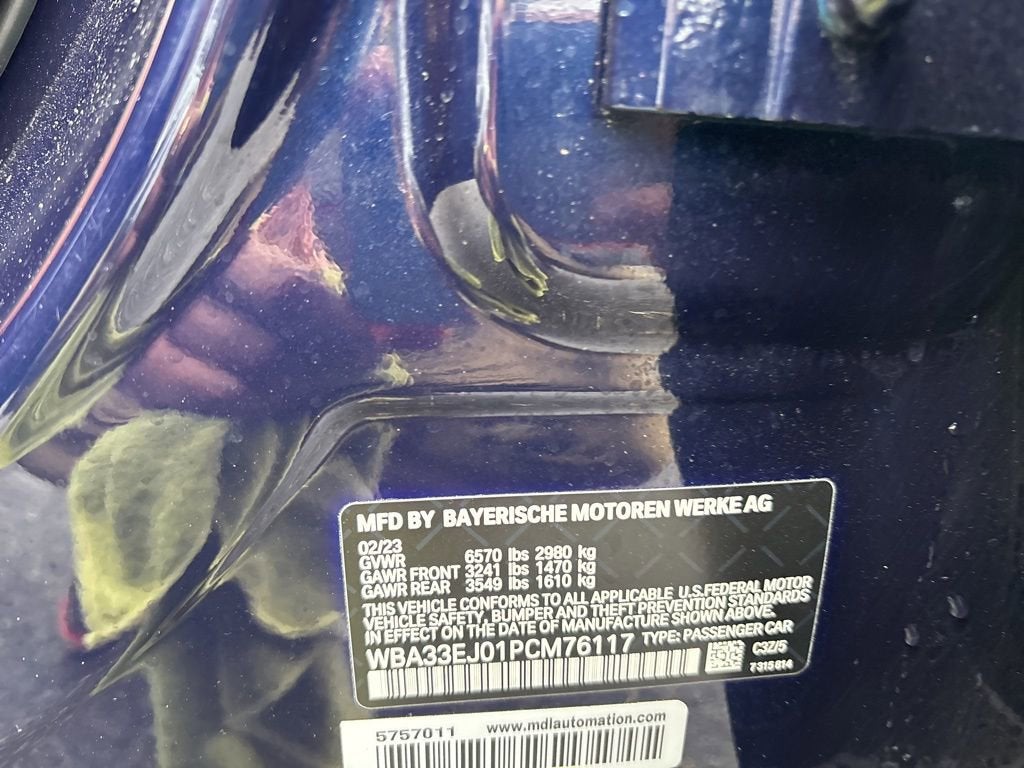 MFD BY BAYERISCHE MOTOREN WERKE AG
02/23
GVWR 6570 lbs 2980 kg
GAWR FRONT 3241 lbs 1470 kg
GAWR REAR 3549 lbs 1610 kg
THIS VEHICLE CONFORMS TO ALL APPLICABLE U.S.FEDERAL MOTOR
VEHICLE SAFETY, BUMPER AND THEFT PREVENTION STANDARDS
IN EFFECT ON THE DATE OF MANUFACTURE SHOWN ABOVE.
WBA33EJ01PCM76117 TYPE: PASSENGER CAR
C3Z/5
7315814
5757011 www.mdlautomation.com